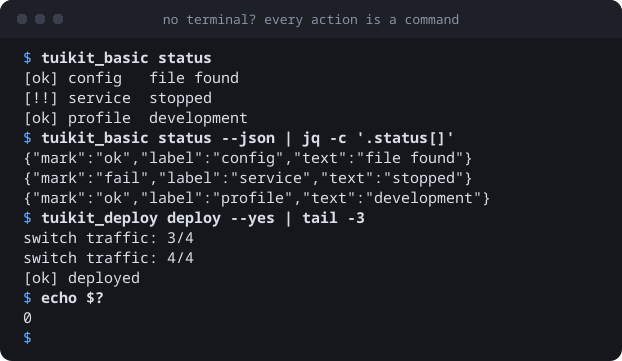 no terminal? every action is a command
$ tuikit_basic status
[ok] config   file found
[!!] service  stopped
[ok] profile  development
$ tuikit_basic status --json | jq -c '.status[]'
{"mark":"ok","label":"config","text":"file found"}
{"mark":"fail","label":"service","text":"stopped"}
{"mark":"ok","label":"profile","text":"development"}
$ tuikit_deploy deploy --yes | tail -3
switch traffic: 3/4
switch traffic: 4/4
[ok] deployed
$ echo $?
0
$